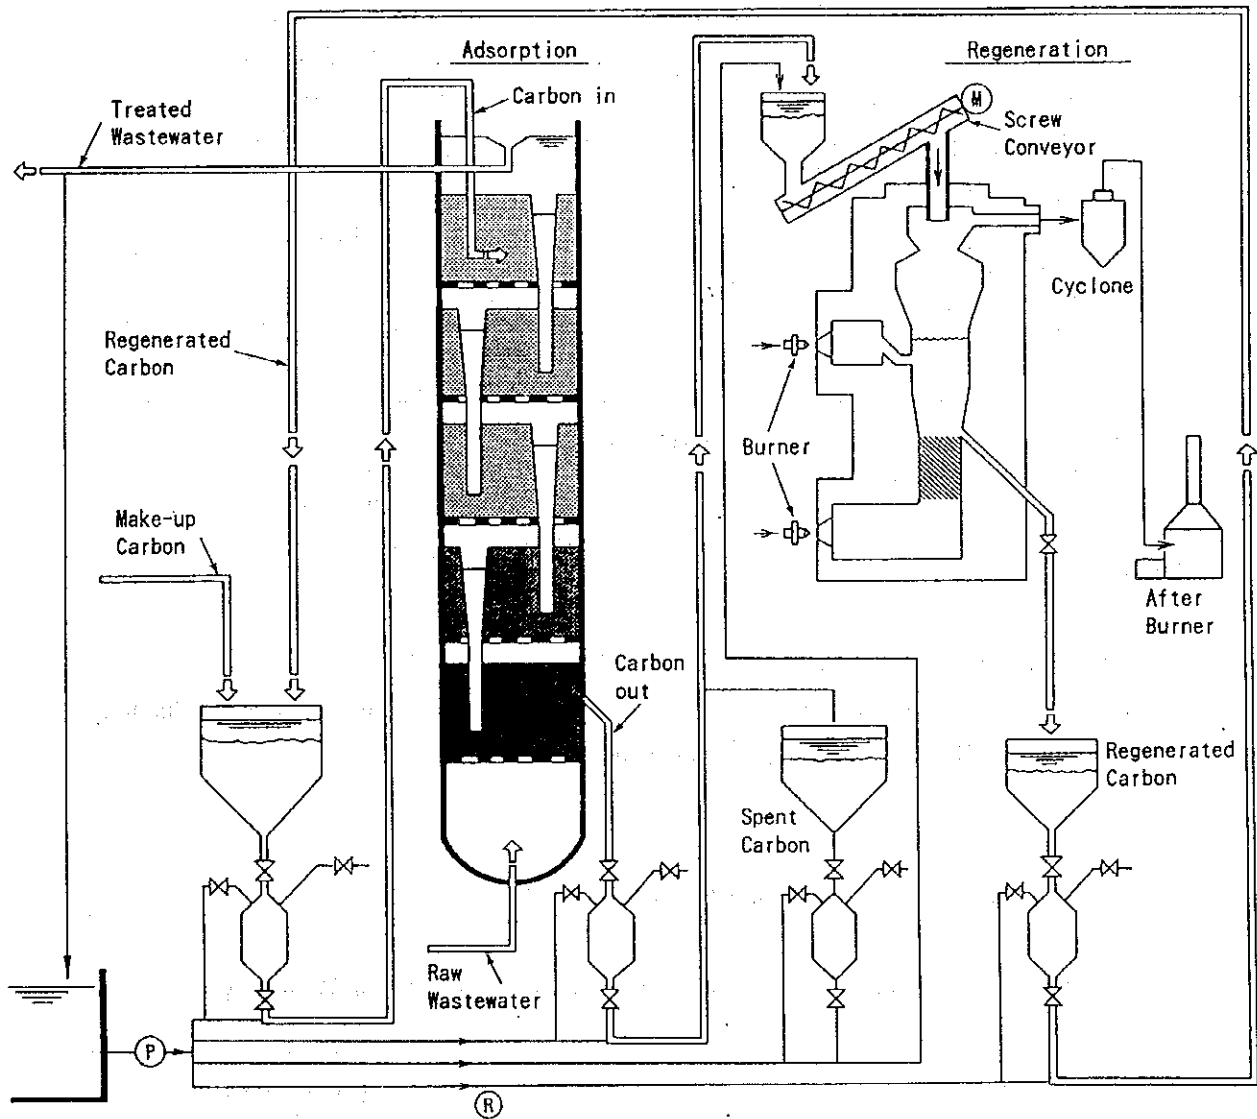 Adsorption
Regeneration
Carbon in
Treated
Wastewater
M
Screw
Conveyor
Cyclone
Regenerated
Carbon
Burner
Make-up
Carbon
After
Burner
Carbon
out
Regenerated
Carbon
Spent
Carbon
Raw
Wastewater
P
R